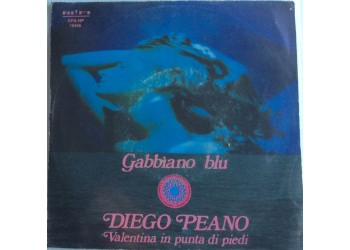 Gabbiano blu
DIEGO PEANO
Valentina in punta di piedi